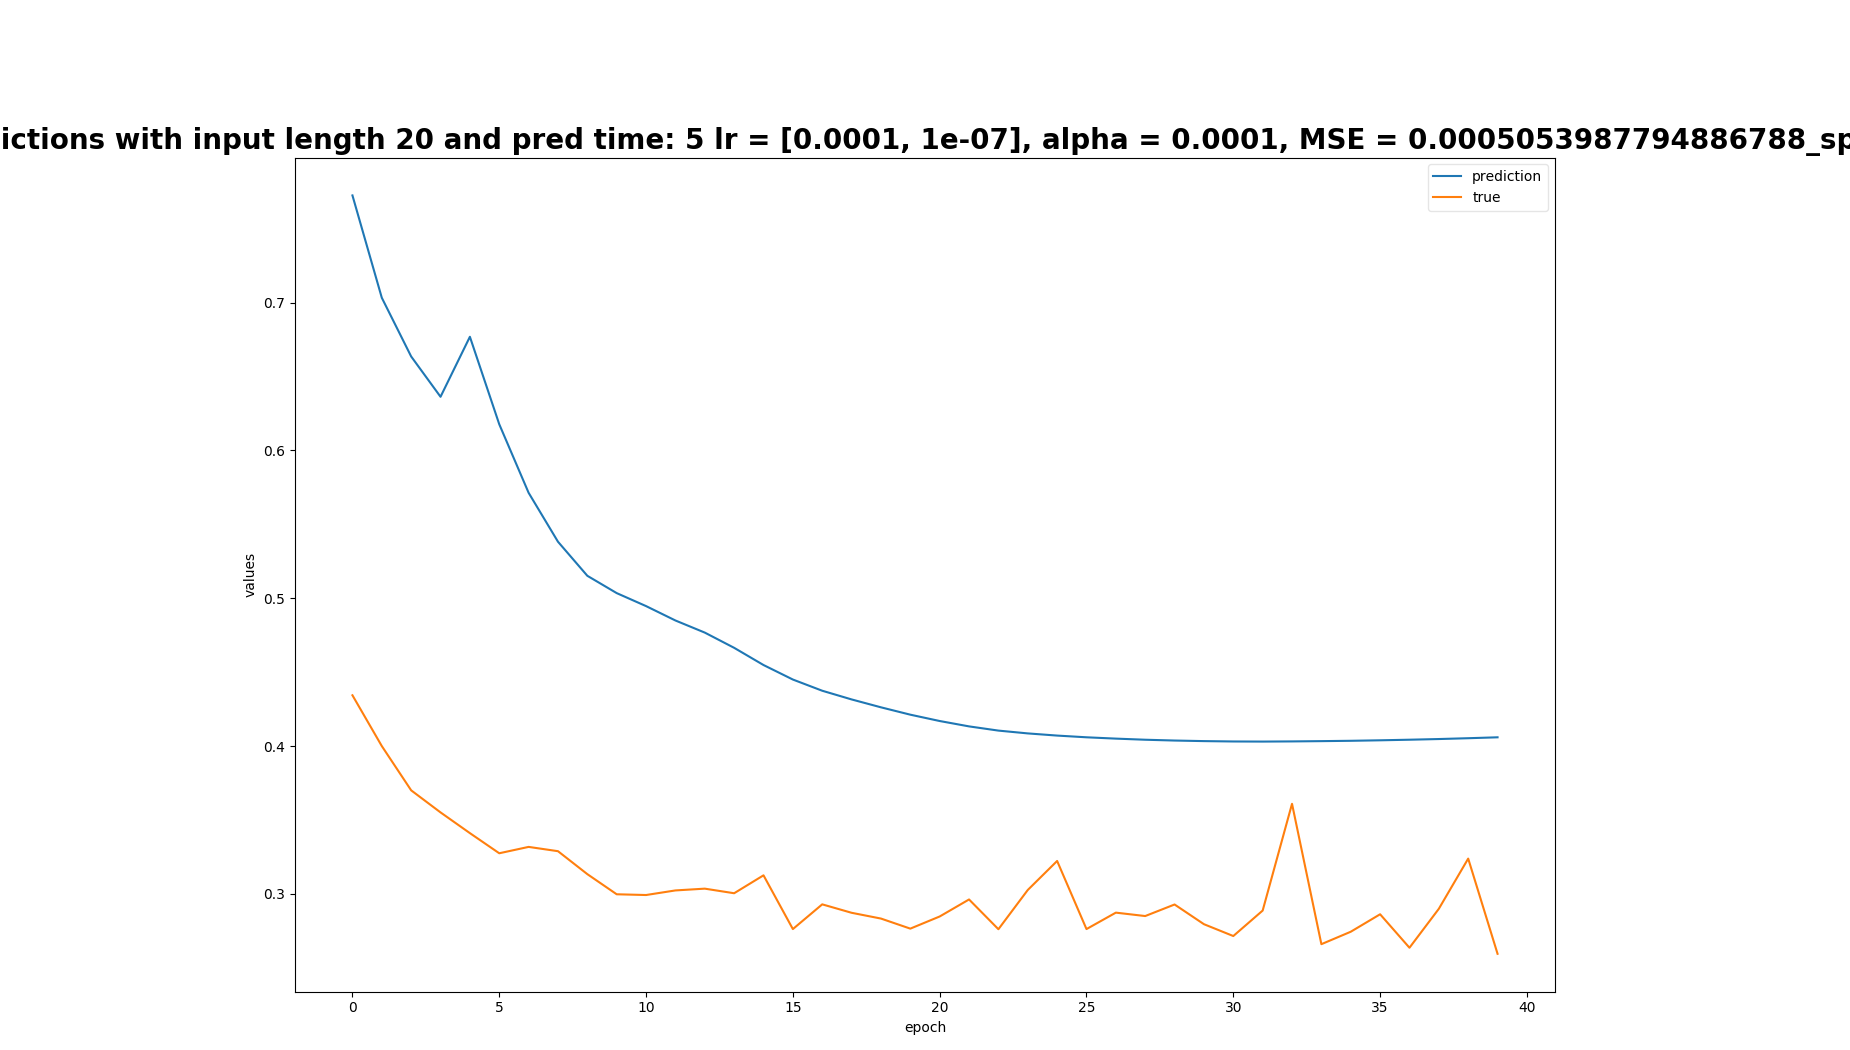 ictions with input length 20 and pred time: 5 lr = [0.0001, 1e-07], alpha = 0.0001, MSE = 0.0005053987794886788_sp
prediction
true
0.7
0.6
0.5
0.4
0.3
values
0 5 10 15 20 25 30 35 40
epoch